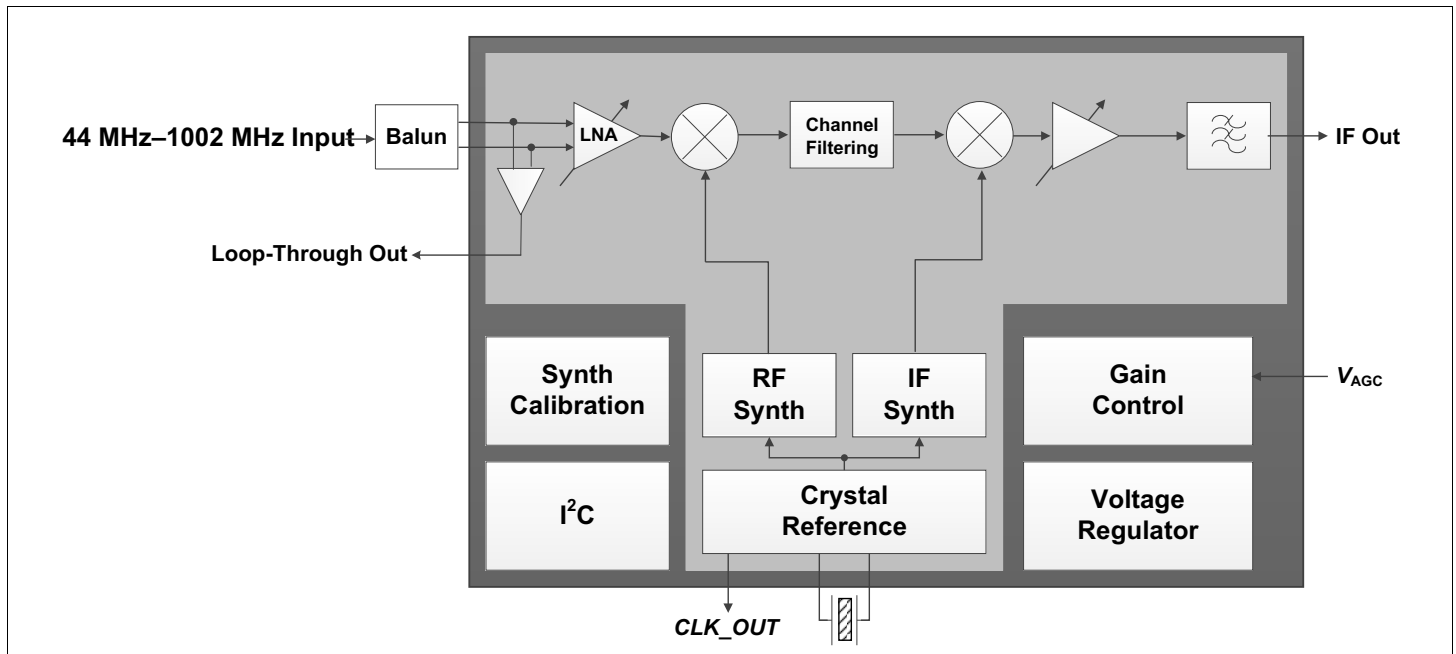 44 MHz–1002 MHz Input
Balun
LNA
Channel
Filtering
IF Out
Loop-Through Out
Synth
Calibration
RF
Synth
IF
Synth
Gain
Control
VAGC
I²C
Crystal
Reference
Voltage
Regulator
CLK_OUT